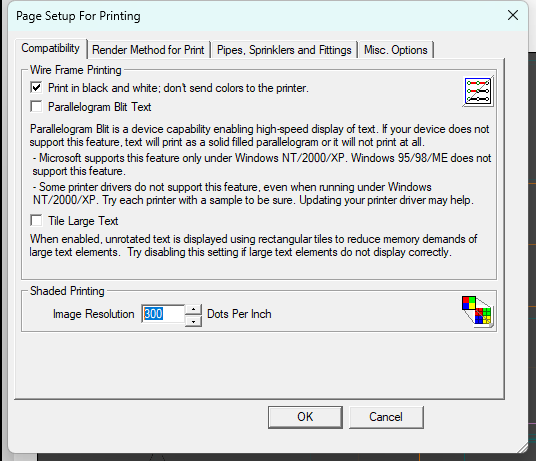 Page Setup For Printing
Compatibility
Render Method for Print
Pipes, Sprinklers and Fittings
Misc. Options
Wire Frame Printing
Print in black and white; don't send colors to the printer.
Parallelogram Blit Text
Parallelogram Blit is a device capability enabling high-speed display of text. If your device does not
support this feature, text will print as a solid filled parallelogram or it will not print at all.
- Microsoft supports this feature only under Windows NT/2000/XP. Windows 95/98/ME does not
support this feature.
- Some printer drivers do not support this feature, even when running under Windows
NT/2000/XP. Try each printer with a sample to be sure. Updating your printer driver may help.
Tile Large Text
When enabled, unrotated text is displayed using rectangular tiles to reduce memory demands of
large text elements.  Try disabling this setting if large text elements do not display correctly.
Shaded Printing
Image Resolution 300 Dots Per Inch
OK
Cancel